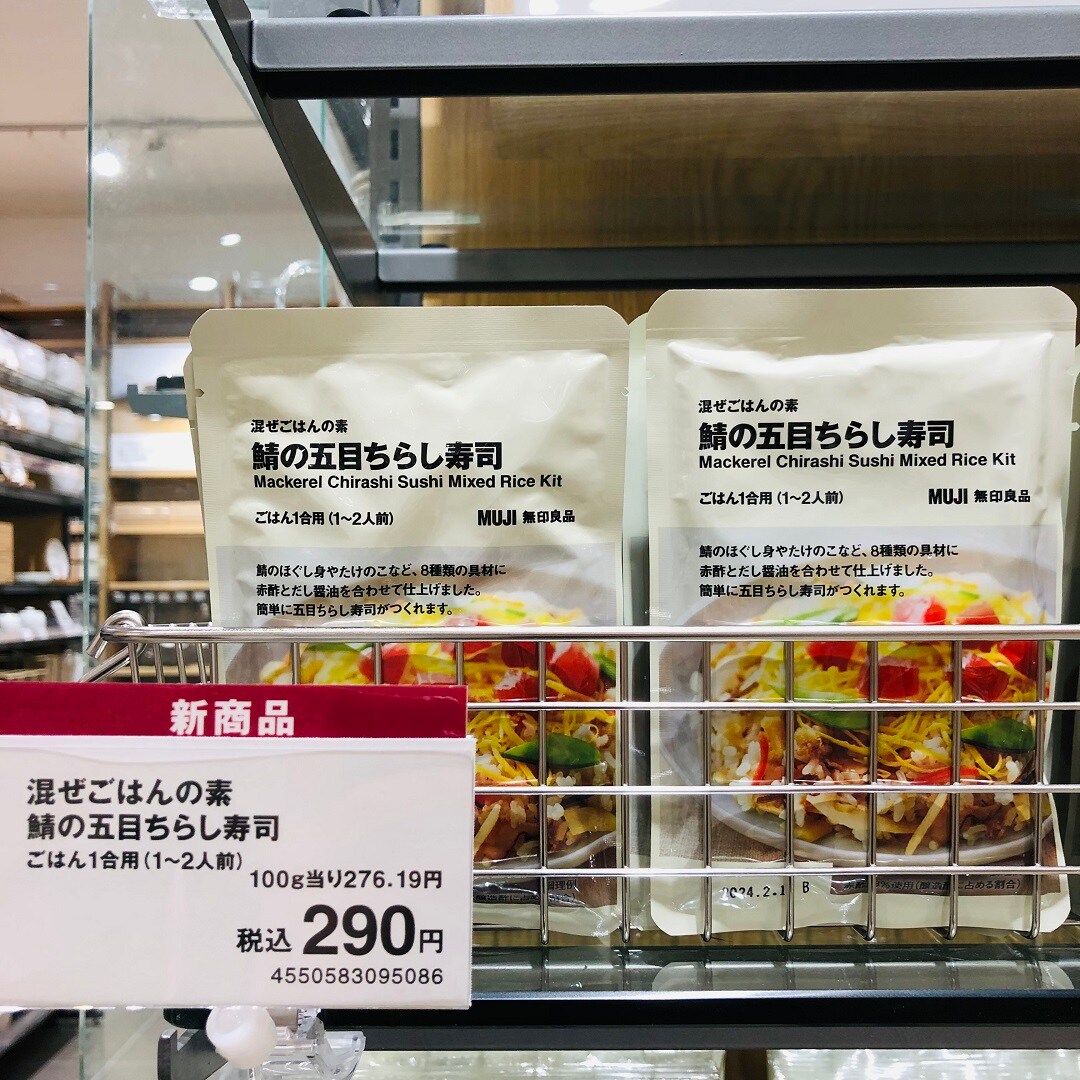 混ぜごはんの素
鯖の五目ちらし寿司
Mackerel Chirashi Sushi Mixed Rice Kit
ごはん1合用（1〜2人前）
MUJI 無印良品
鯖のほぐし身やたけのこなど、8種類の具材に
赤酢とだし醤油を合わせて仕上げました。
簡単に五目ちらし寿司がつくれます。
混ぜごはんの素
鯖の五目ちらし寿司
Mackerel Chirashi Sushi Mixed Rice Kit
ごはん1合用（1〜2人前）
MUJI 無印良品
鯖のほぐし身やたけのこなど、8種類の具材に
赤酢とだし醤油を合わせて仕上げました。
簡単に五目ちらし寿司がつくれます。
2024.2.1 B
新商品
混ぜごはんの素
鯖の五目ちらし寿司
ごはん1合用（1〜2人前）
100g当り276.19円
税込 290円
4550583095086